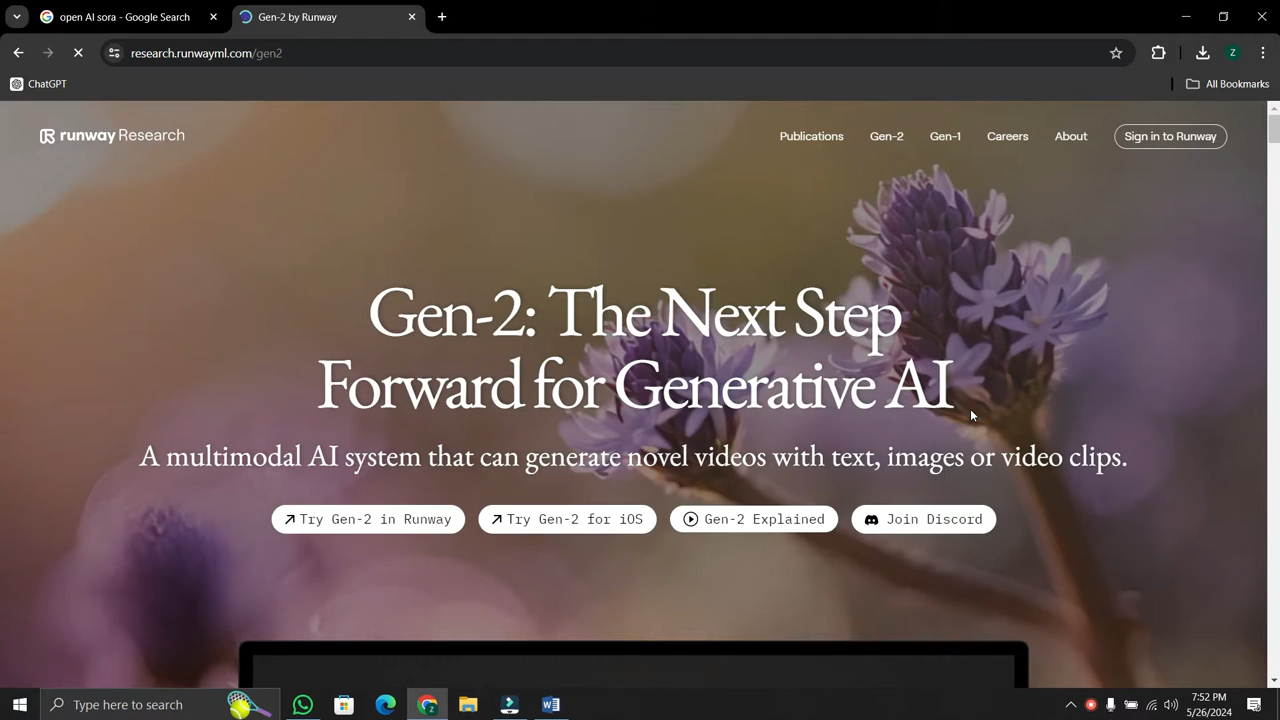 open AI sora - Google Search
Gen-2 by Runway
research.runwayml.com/gen2
Z
ChatGPT
All Bookmarks
runway Research
Publications
Gen-2
Gen-1
Careers
About
Sign in to Runway
Gen-2: The Next Step
Forward for Generative AI
A multimodal AI system that can generate novel videos with text, images or video clips.
Try Gen-2 in Runway
Try Gen-2 for iOS
Gen-2 Explained
Join Discord
Type here to search
7:52 PM
5/26/2024